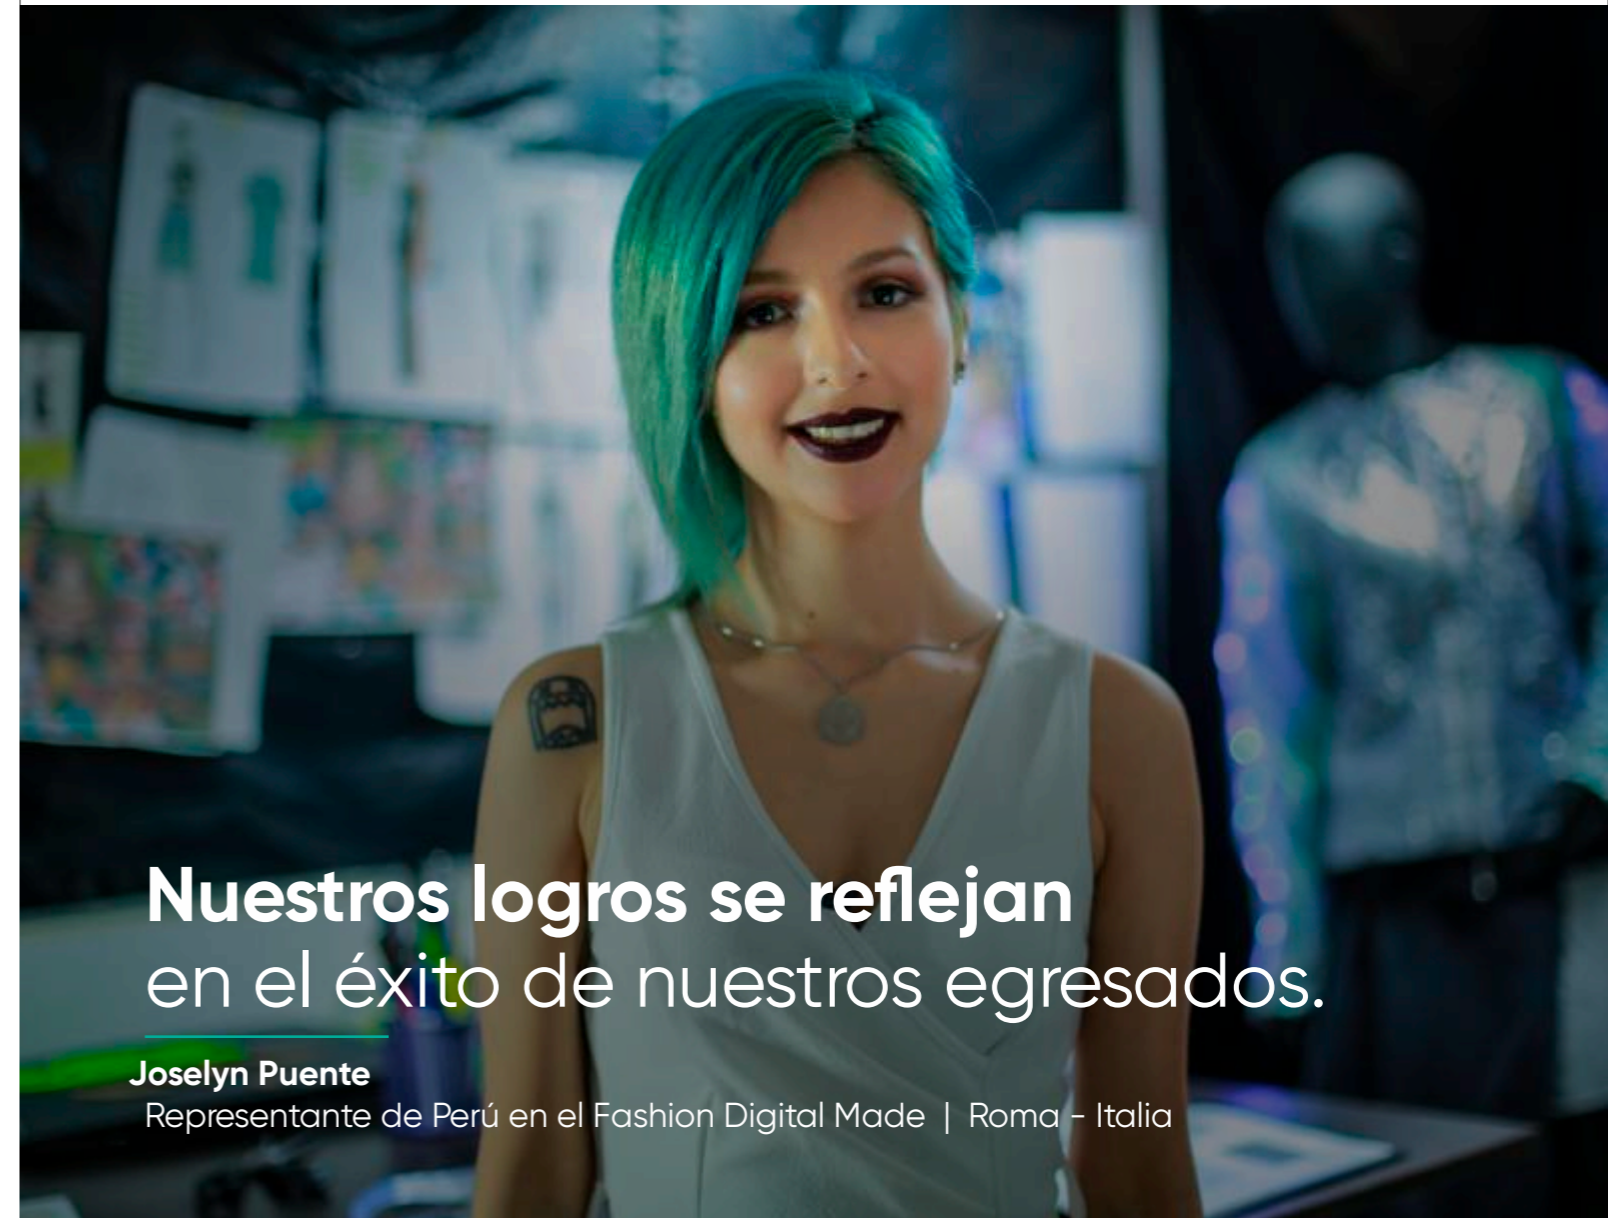 Nuestros logros se reflejan
en el éxito de nuestros egresados.
Joselyn Puente
Representante de Perú en el Fashion Digital Made | Roma - Italia